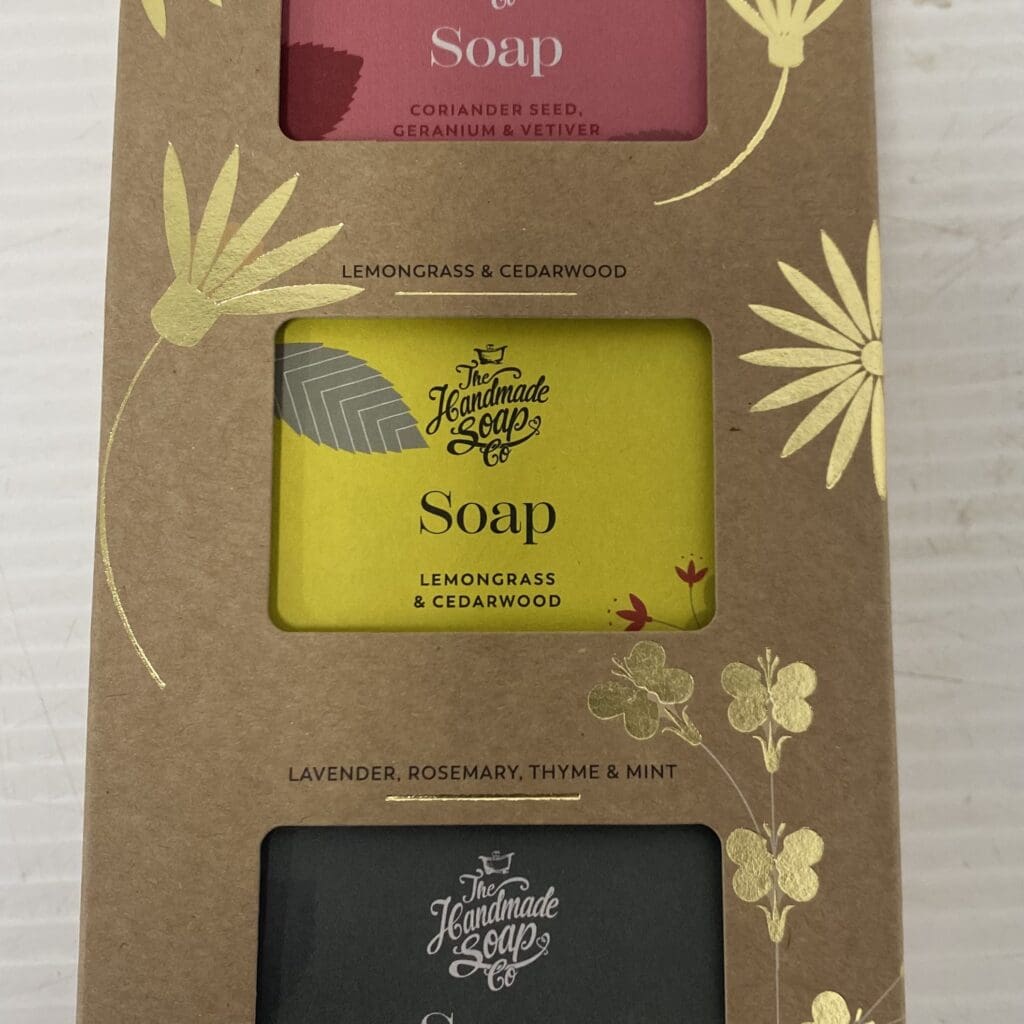 &
Soap
CORIANDER SEED,
GERANIUM & VETIVER
LEMONGRASS & CEDARWOOD
The
Handmade
Soap
Co
Soap
LEMONGRASS
& CEDARWOOD
LAVENDER, ROSEMARY, THYME & MINT
The
Handmade
Soap
Co
Soap